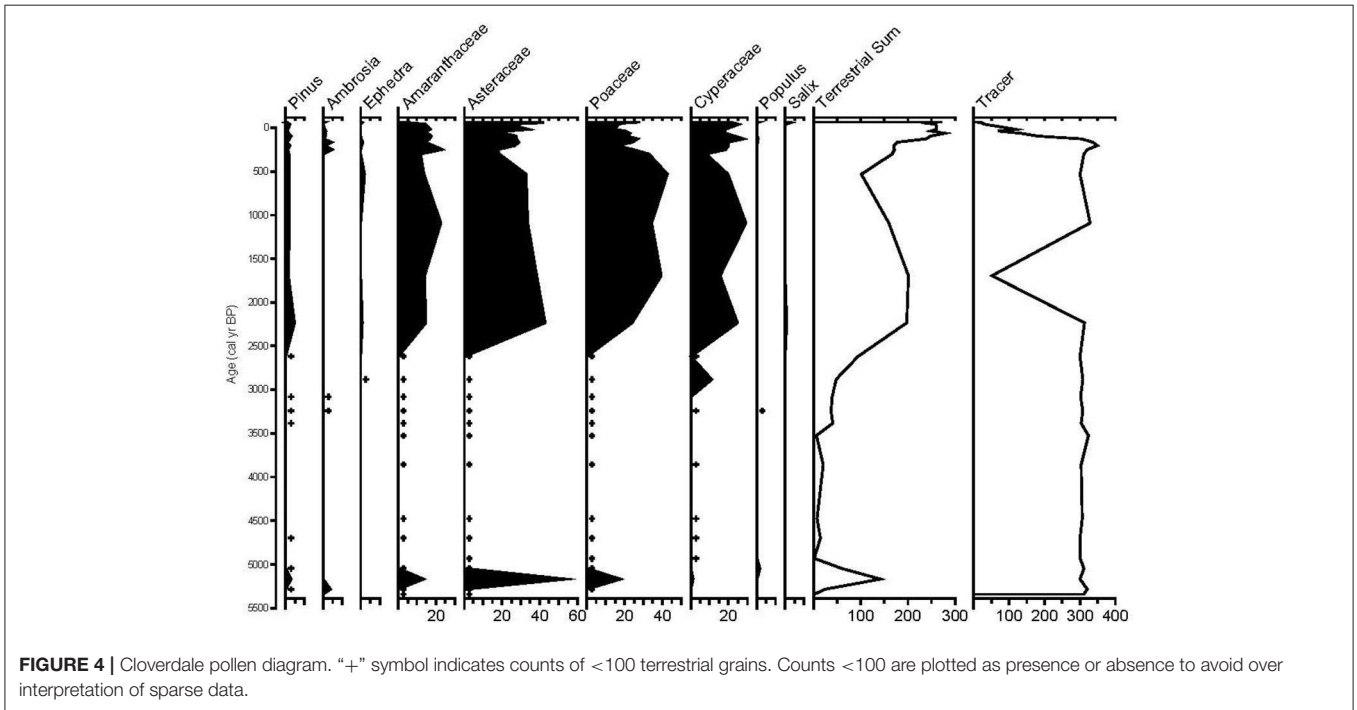 Pinus Ambrosia Ephedra Amaranthaceae Asteraceae Poaceae Cyperaceae Populus Salix Terrestrial Sum Tracer
0
500
1000
1500
2000
2500
3000
3500
4000
4500
5000
5500
Age (cal yr BP)
20 20 40 60 20 40 20 100 200 300 100 200 300 400
FIGURE 4 | Cloverdale pollen diagram. “+” symbol indicates counts of <100 terrestrial grains. Counts <100 are plotted as presence or absence to avoid over
interpretation of sparse data.